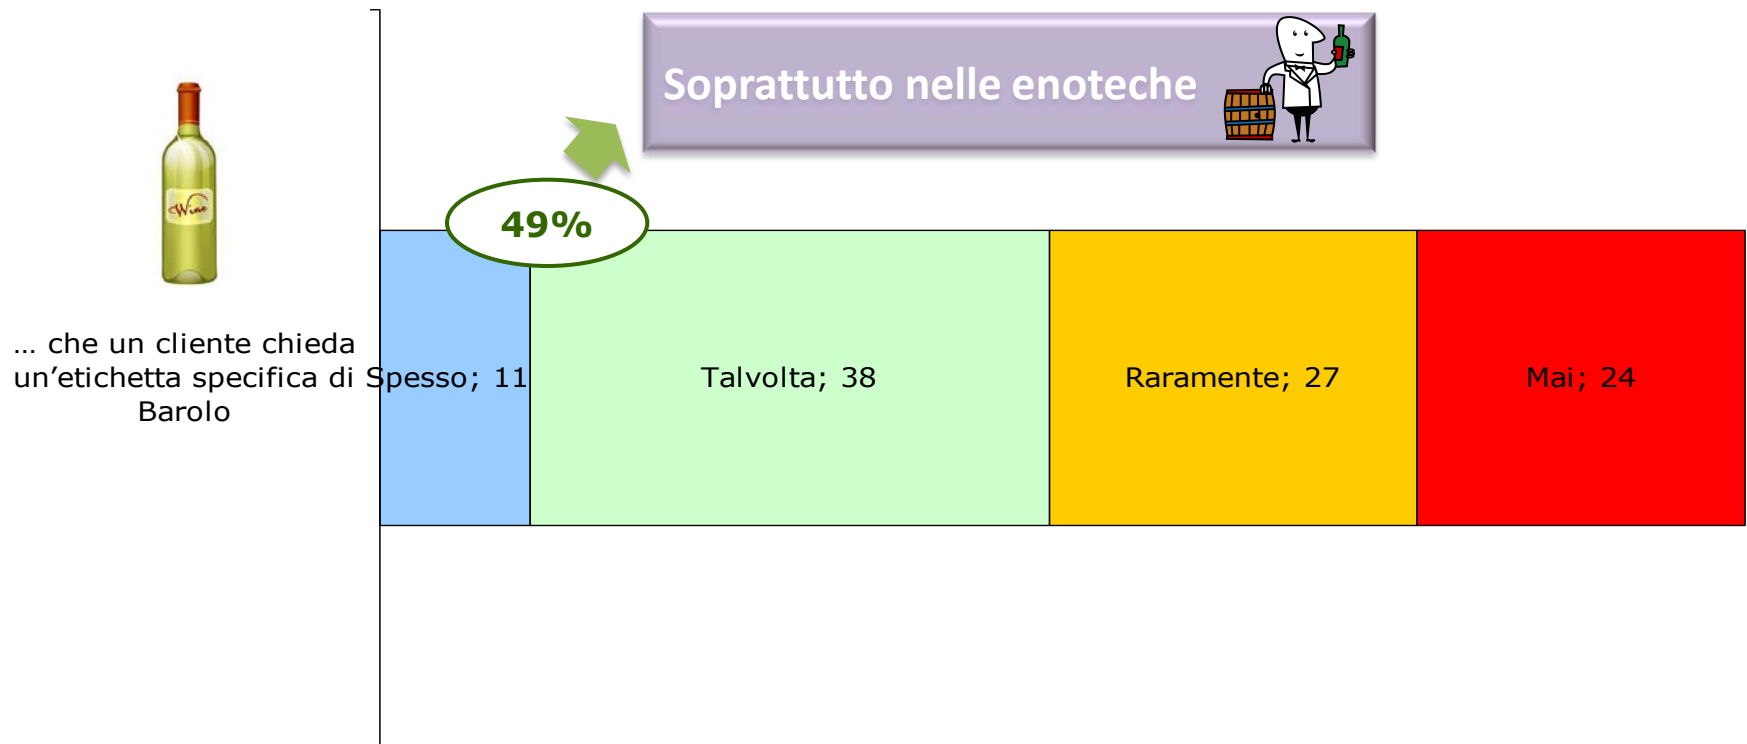 Soprattutto nelle enoteche
49%
Wine
… che un cliente chieda
un’etichetta specifica di
Barolo
Spesso; 11
Talvolta; 38
Raramente; 27
Mai; 24